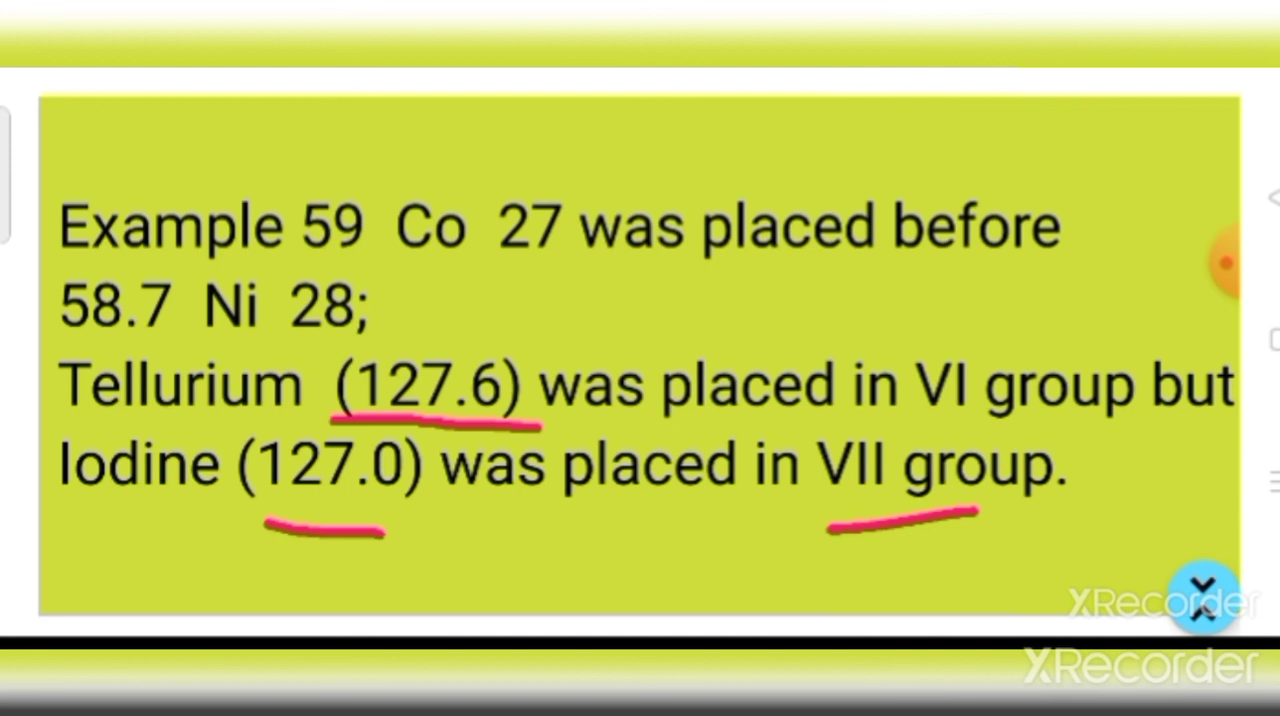 Example 59 Co 27 was placed before
58.7 Ni 28;
Tellurium (127.6) was placed in VI group but
Iodine (127.0) was placed in VII group.
XRecorder
XRecorder